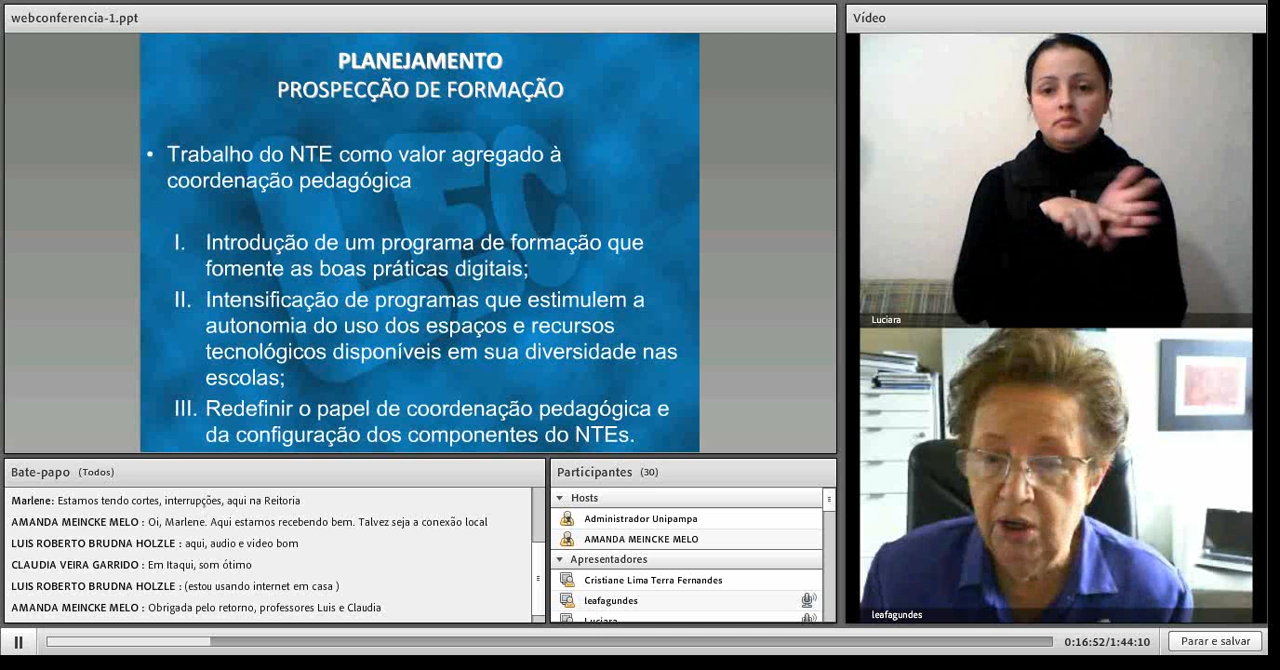 webconferencia-1.ppt
PLANEJAMENTO
PROSPECÇÃO DE FORMAÇÃO
• Trabalho do NTE como valor agregado à
coordenação pedagógica
I. Introdução de um programa de formação que
fomente as boas práticas digitais;
II. Intensificação de programas que estimulem a
autonomia do uso dos espaços e recursos
tecnológicos disponíveis em sua diversidade nas
escolas;
III. Redefinir o papel de coordenação pedagógica e
da configuração dos componentes do NTEs.
LEC
Vídeo
Luciara
leafagundes
Bate-papo (Todos)
Marlene: Estamos tendo cortes, interrupções, aqui na Reitoria
AMANDA MEINCKE MELO : Oi, Marlene. Aqui estamos recebendo bem. Talvez seja a conexão local
LUIS ROBERTO BRUDNA HOLZLE : aqui, audio e video bom
CLAUDIA VEIRA GARRIDO : Em Itaqui, som ótimo
LUIS ROBERTO BRUDNA HOLZLE : (estou usando internet em casa )
AMANDA MEINCKE MELO : Obrigada pelo retorno, professores Luis e Claudia
Participantes (30)
Hosts
Administrador Unipampa
AMANDA MEINCKE MELO
Apresentadores
Cristiane Lima Terra Fernandes
leafagundes
Luciara
0:16:52/1:44:10
Parar e salvar